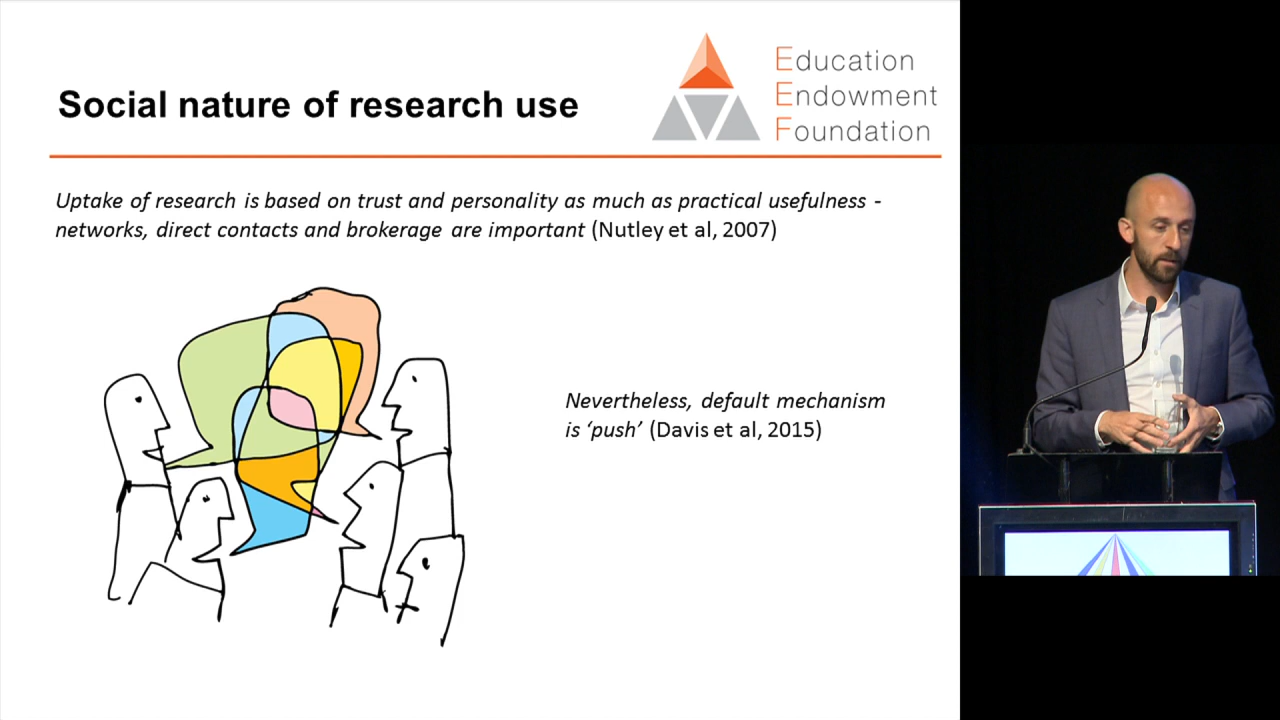 Social nature of research use
Education
Endowment
Foundation
Uptake of research is based on trust and personality as much as practical usefulness -
networks, direct contacts and brokerage are important (Nutley et al, 2007)
Nevertheless, default mechanism
is ‘push’ (Davis et al, 2015)